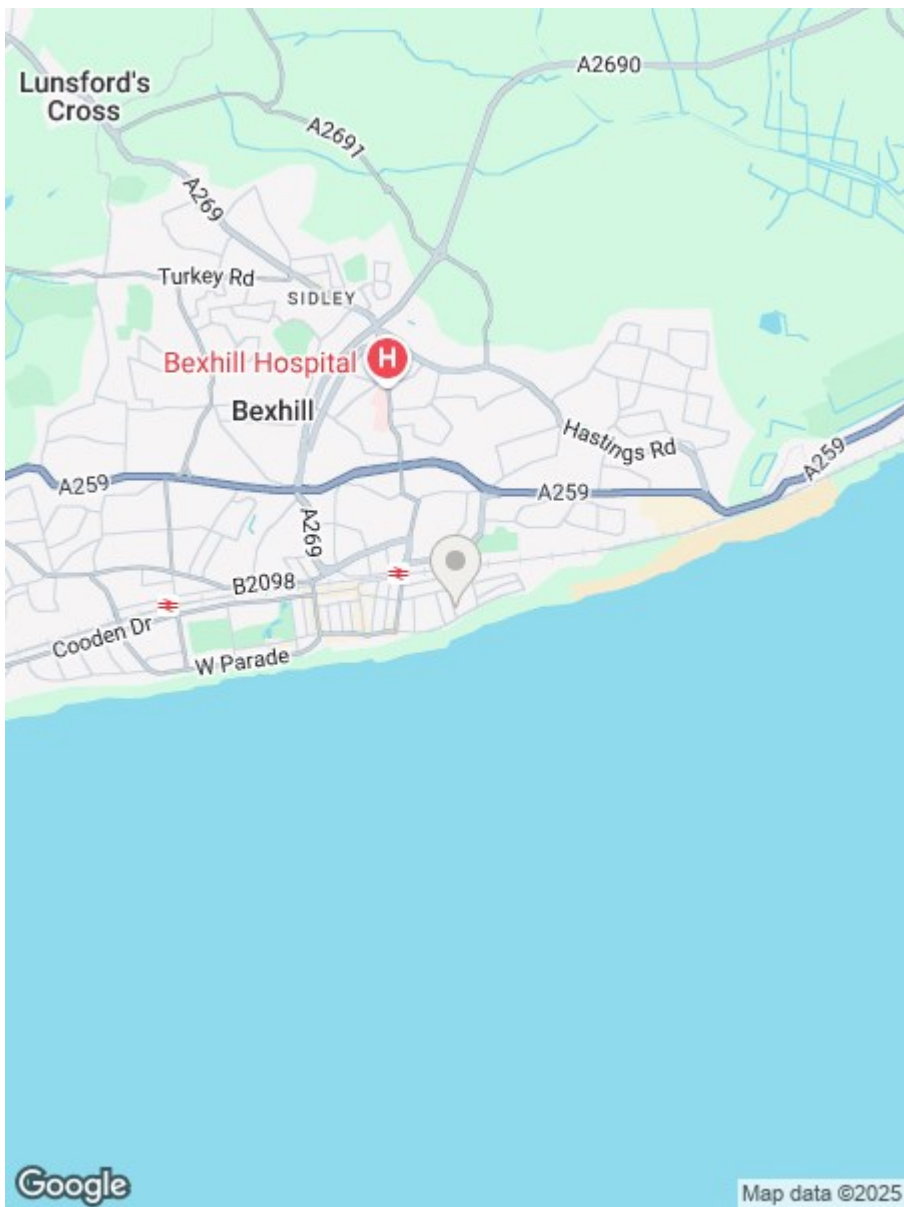 A2690
Lunsford's
Cross
A2691
A269
Turkey Rd
SIDLEY
Bexhill Hospital
H
Bexhill
Hastings Rd
A259
A259
A259
A269
B2098
Cooden Dr
W Parade
Google
Map data ©2025